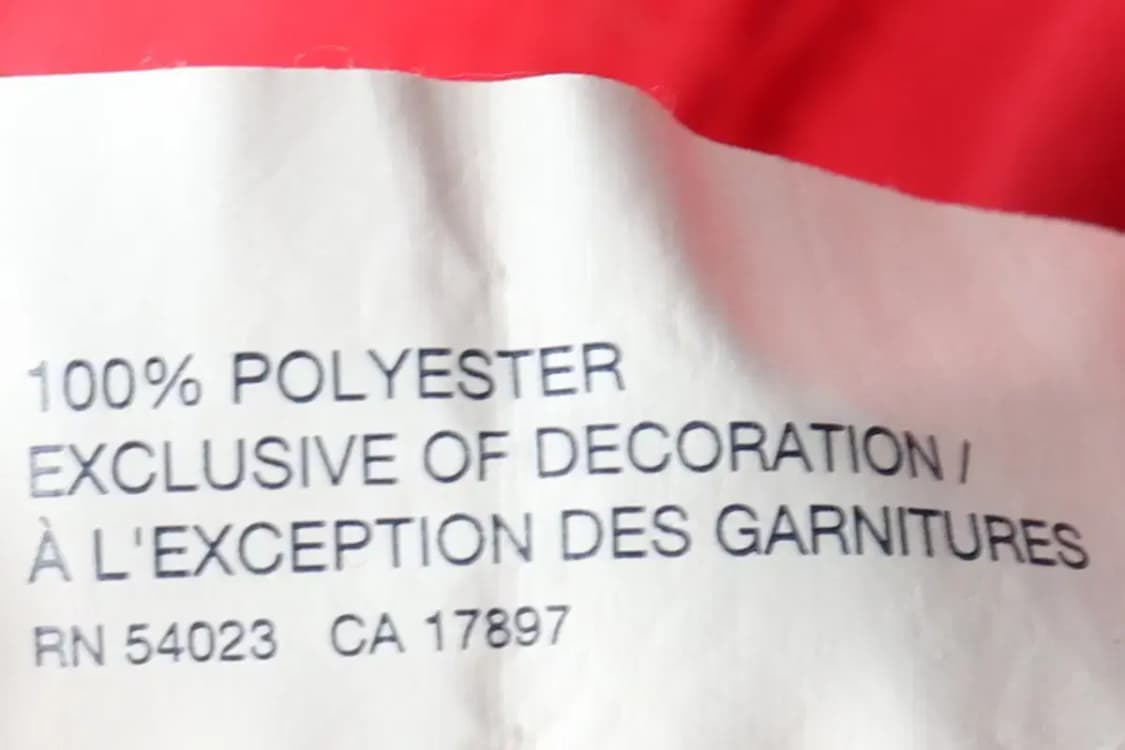 100% POLYESTER
EXCLUSIVE OF DECORATION /
À L'EXCEPTION DES GARNITURES
RN 54023 CA 17897